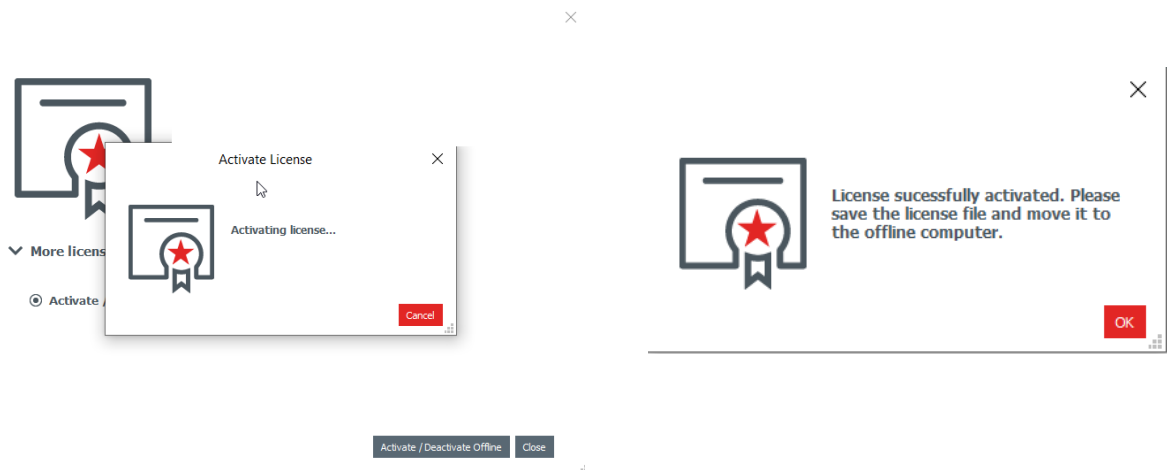 Activate License
Activating license...
More licens
Activate /
Cancel
Activate / Deactivate Offline
Close
License sucessfully activated. Please
save the license file and move it to
the offline computer.
OK